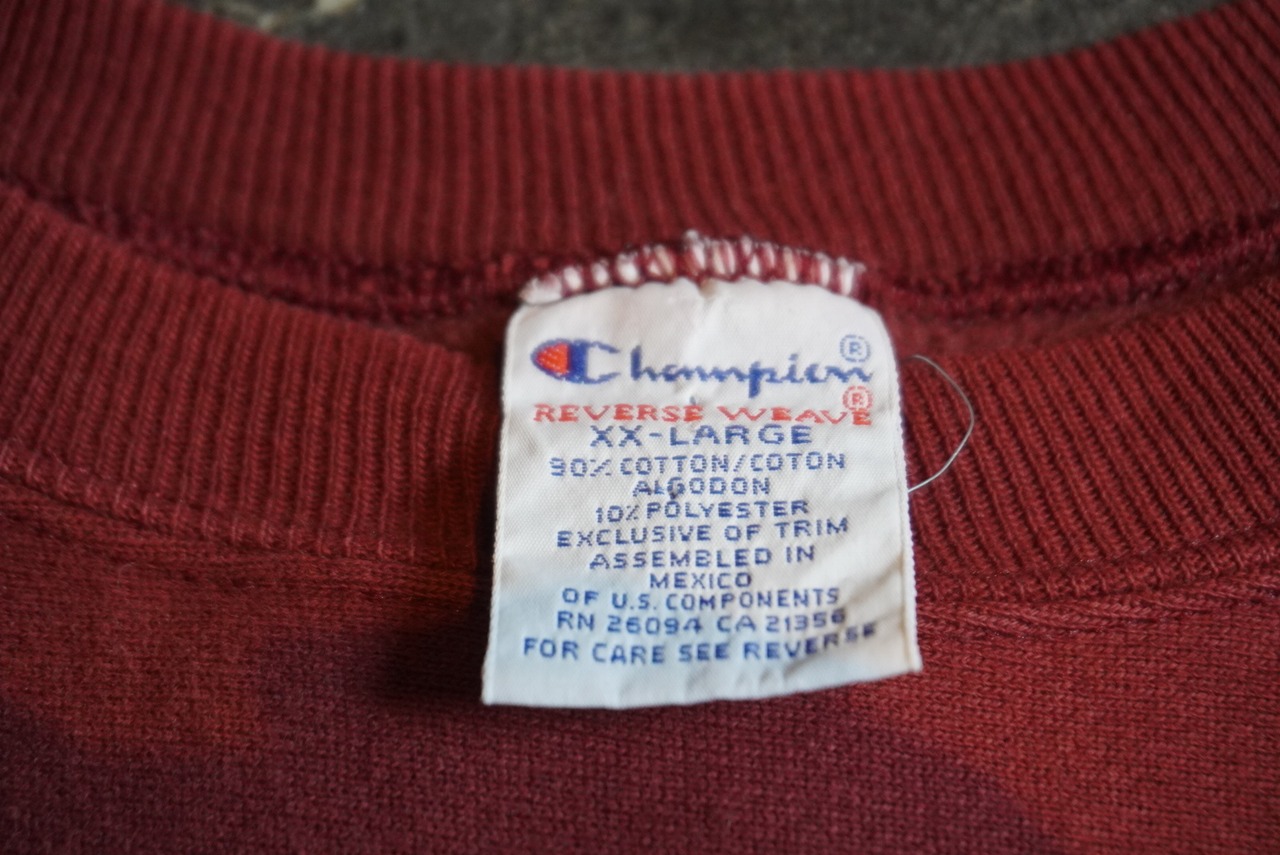 Champion®
REVERSE WEAVE®
XX-LARGE
90% COTTON/COTON
ALGODON
10% POLYESTER
EXCLUSIVE OF TRIM
ASSEMBLED IN
MEXICO
OF U.S. COMPONENTS
RN 26094 CA 21356
FOR CARE SEE REVERSE